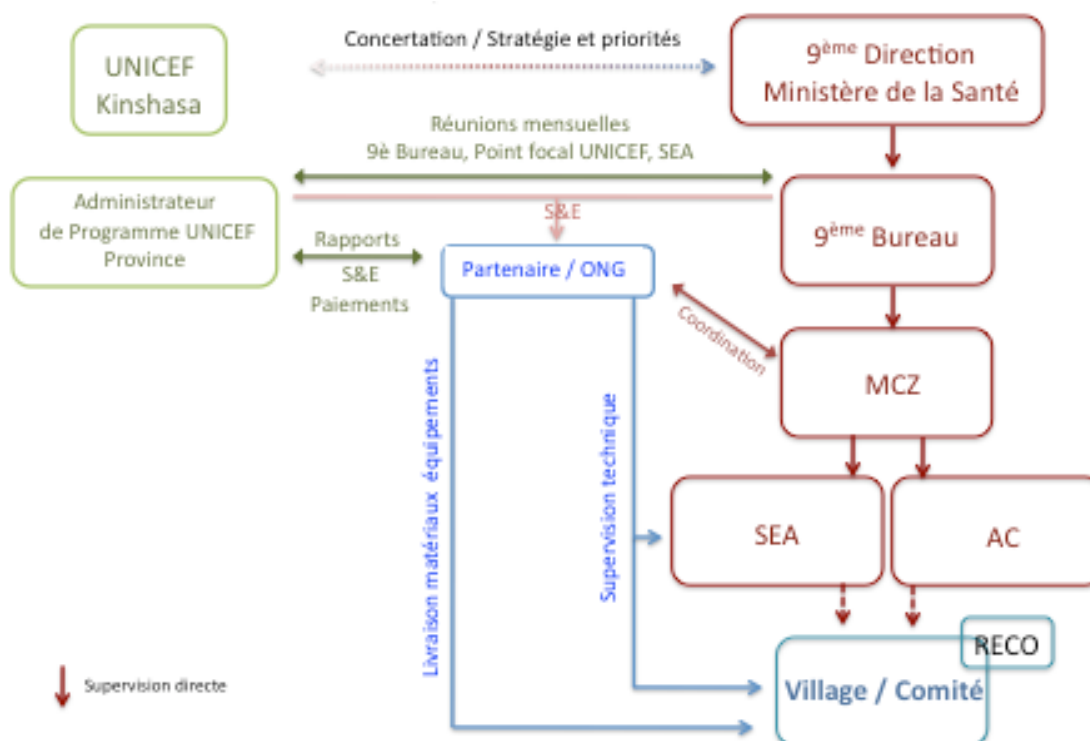 Concertation / Stratégie et priorités
UNICEF
Kinshasa
9ème Direction
Ministère de la Santé
Réunions mensuelles
9è Bureau, Point focal UNICEF, SEA
Administrateur
de Programme UNICEF
Province
S&E
9ème Bureau
Rapports
S&E
Paiements
Partenaire / ONG
Coordination
MCZ
Livraison matériaux équipements
Supervision technique
SEA
AC
RECO
Village / Comité
Supervision directe